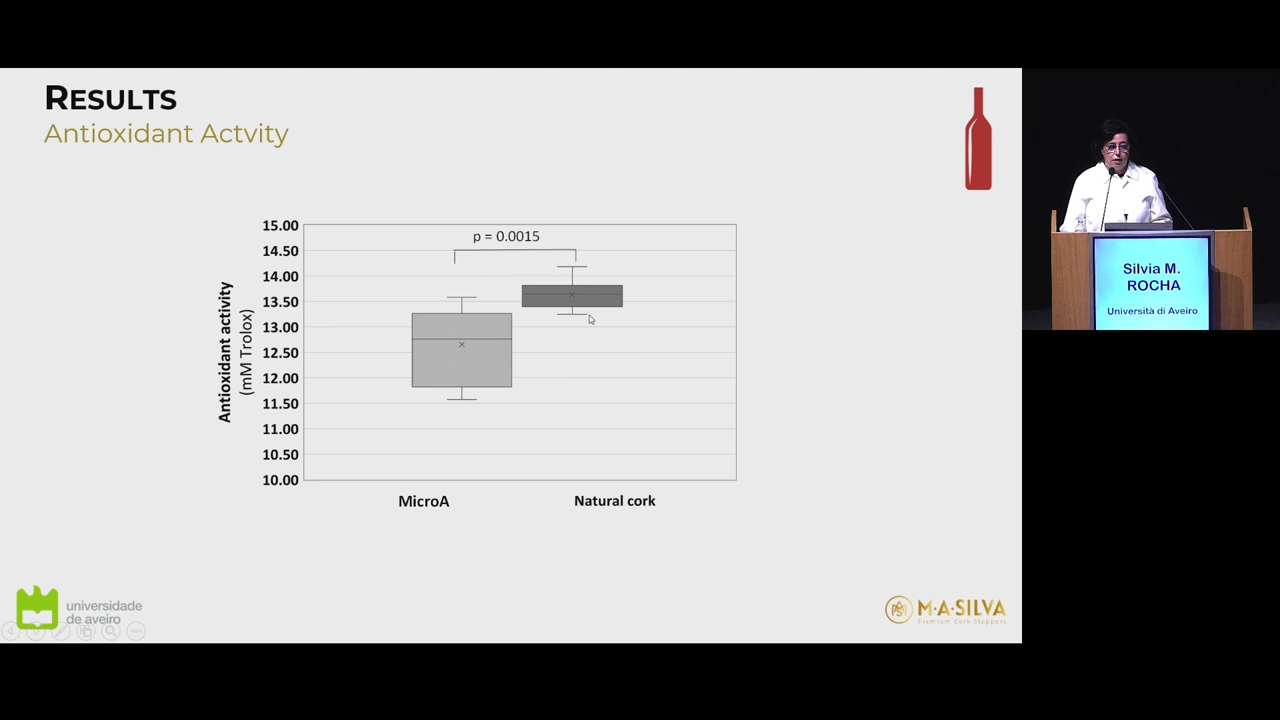 RESULTS
Antioxidant Actvity
15.00
14.50
14.00
13.50
13.00
12.50
12.00
11.50
11.00
10.50
10.00
Antioxidant activity
(mM Trolox)
p = 0.0015
MicroA
Natural cork
universidade
de aveiro
M·A·SILVA
Premium Cork Stoppers
Silvia M.
ROCHA
Università di Aveiro